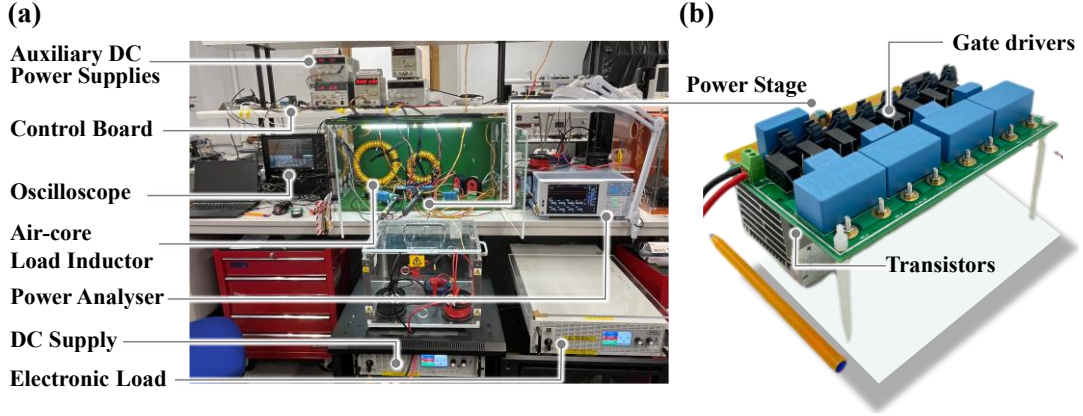 (a)
Auxiliary DC
Power Supplies
Control Board
Oscilloscope
Air-core
Load Inductor
Power Analyser
DC Supply
Electronic Load
(b)
Gate drivers
Power Stage
Transistors